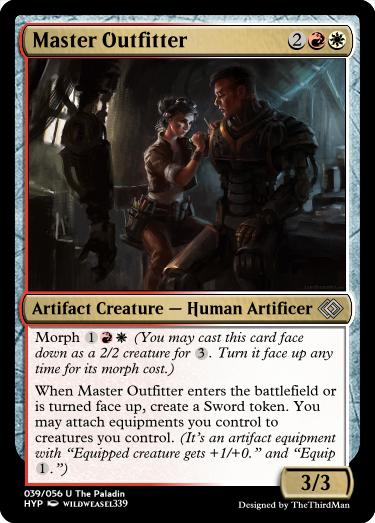 Master Outfitter 2
Artifact Creature — Human Artificer
Morph 1 (You may cast this card face
down as a 2/2 creature for 3. Turn it face up any
time for its morph cost.)
When Master Outfitter enters the battlefield or
is turned face up, create a Sword token. You
may attach equipments you control to
creatures you control. (It's an artifact equipment
with "Equipped creature gets +1/+0." and "Equip
1.")
3/3
039/056 U The Paladin
HYP WILDWEASEL339
Designed by TheThirdMan